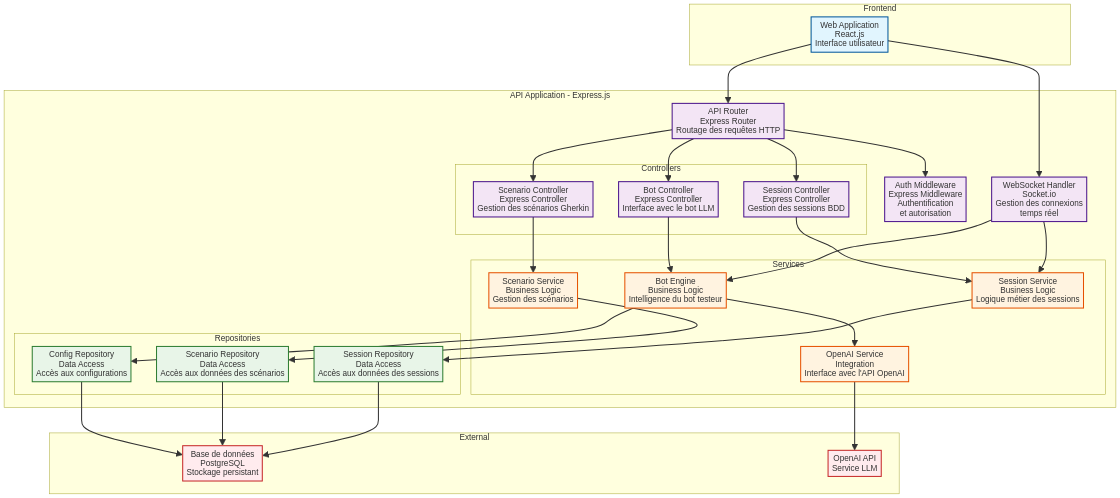 Frontend
Web Application
React.js
Interface utilisateur
API Application - Express.js
API Router
Express Router
Routage des requêtes HTTP
Controllers
Scenario Controller
Express Controller
Gestion des scénarios Gherkin
Bot Controller
Express Controller
Interface avec le bot LLM
Session Controller
Express Controller
Gestion des sessions BDD
Auth Middleware
Express Middleware
Authentification
et autorisation
WebSocket Handler
Socket.io
Gestion des connexions
temps réel
Services
Scenario Service
Business Logic
Gestion des scénarios
Bot Engine
Business Logic
Intelligence du bot testeur
Session Service
Business Logic
Logique métier des sessions
Repositories
Config Repository
Data Access
Accès aux configurations
Scenario Repository
Data Access
Accès aux données des scénarios
Session Repository
Data Access
Accès aux données des sessions
OpenAI Service
Integration
Interface avec l'API OpenAI
External
Base de données
PostgreSQL
Stockage persistant
OpenAI API
Service LLM